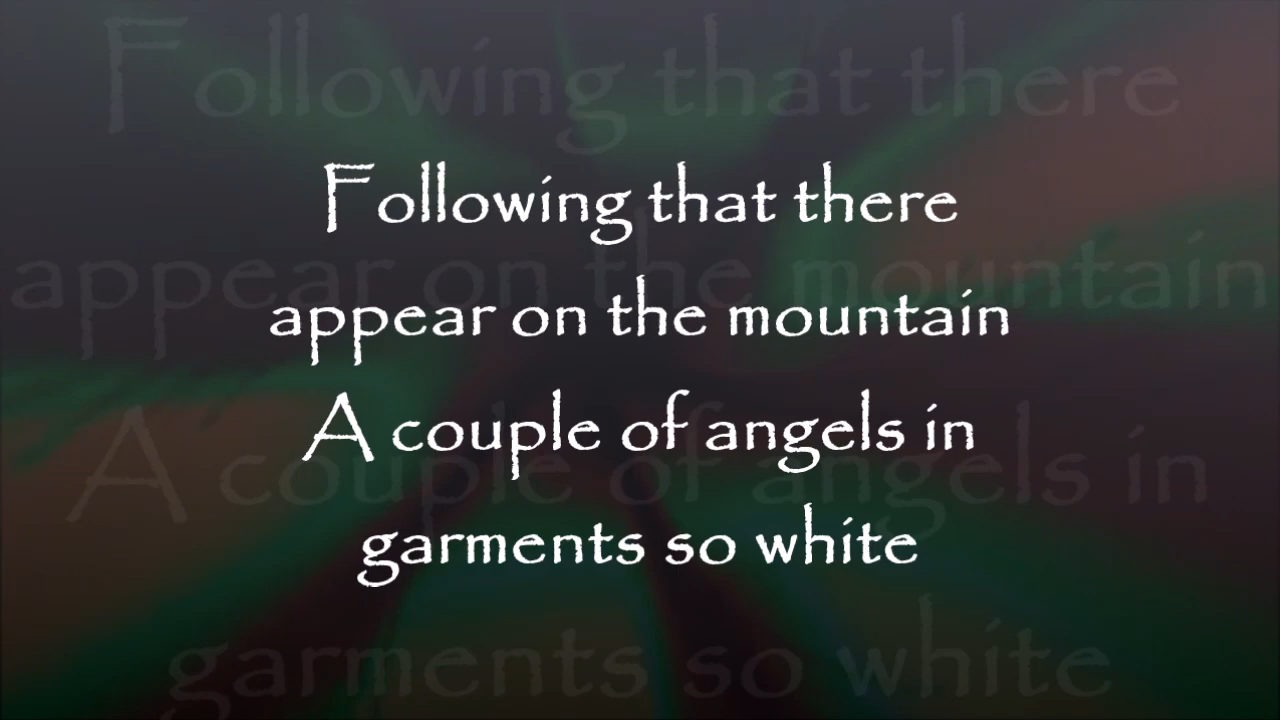 Following that there
appear on the mountain
A couple of angels in
garments so white